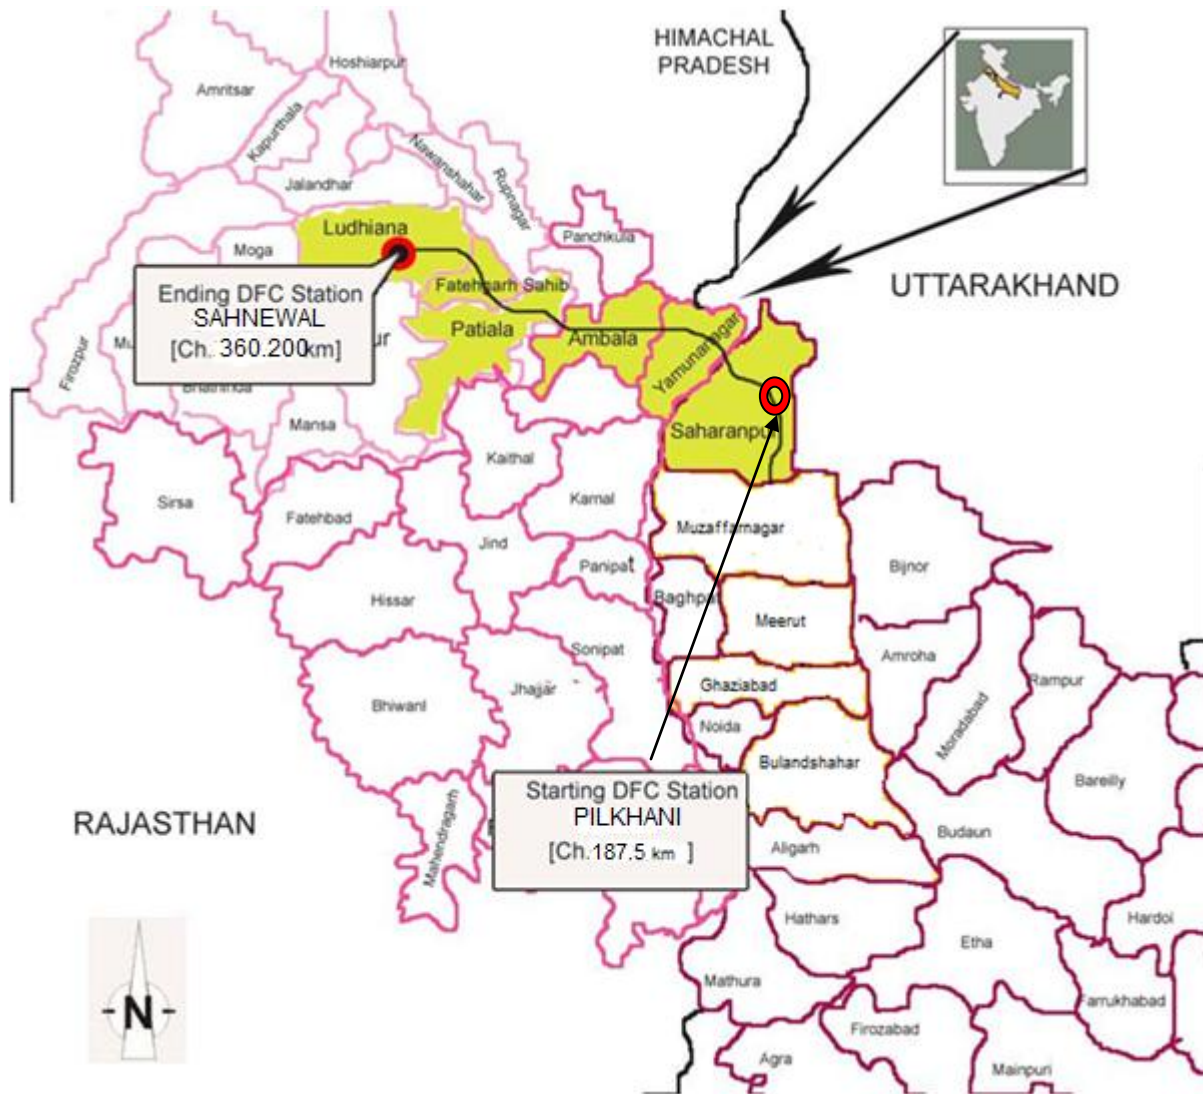 HIMACHAL
PRADESH
Hoshiarpur
Amritsar
Kapurthala
Nawanshahar
Rupnagar
Jalandhar
Ludhiana
Panchkula
Moga
UTTARAKHAND
Fatehgarh Sahib
Ending DFC Station
SAHNEWAL
[Ch. 360.200km]
Patiala
Ambala
Yamunanagar
Firozpur
Mansa
Saharanpur
Kaithal
Sirsa
Fatehbad
Karnal
Muzaffarnagar
Jind
Panipat
Bijnor
Hissar
Baghpat
Meerut
Sonipat
Amroha
Jhajjar
Ghaziabad
Rampur
Bhiwanl
Noida
Moradabad
Bulandshahar
Bareilly
Starting DFC Station
PILKHANI
[Ch.187.5 km ]
RAJASTHAN
Mahendragarh
Budaun
Aligarh
Hathars
Hardoi
Etha
Mathura
Farrukhabad
N
Firozabad
Agra
Mainpuri